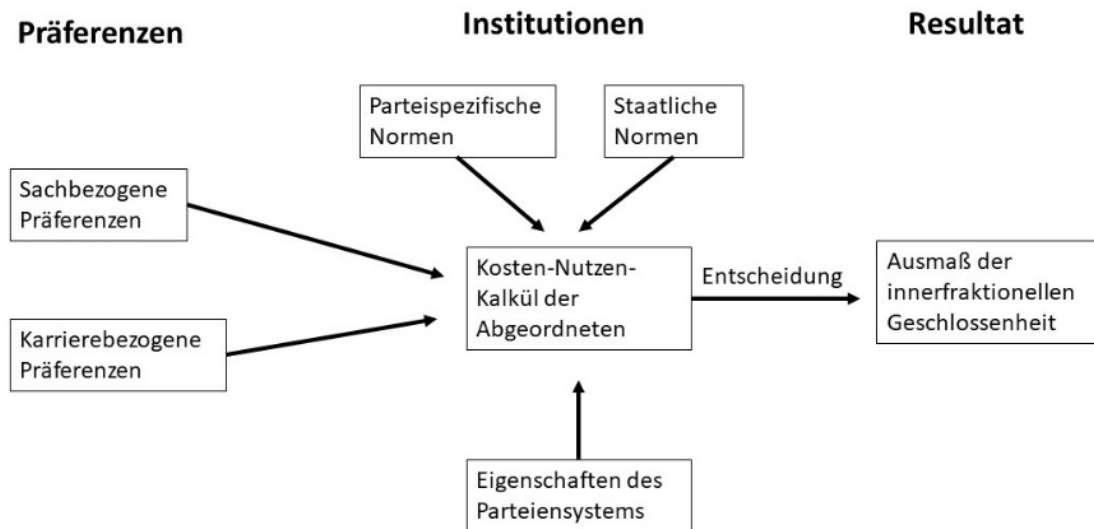 Präferenzen
Institutionen
Resultat
Parteispezifische
Normen
Staatliche
Normen
Sachbezogene
Präferenzen
Kosten-Nutzen-
Kalkül der
Abgeordneten
Entscheidung
Ausmaß der
innerfraktionellen
Geschlossenheit
Karrierebezogene
Präferenzen
Eigenschaften des
Parteiensystems